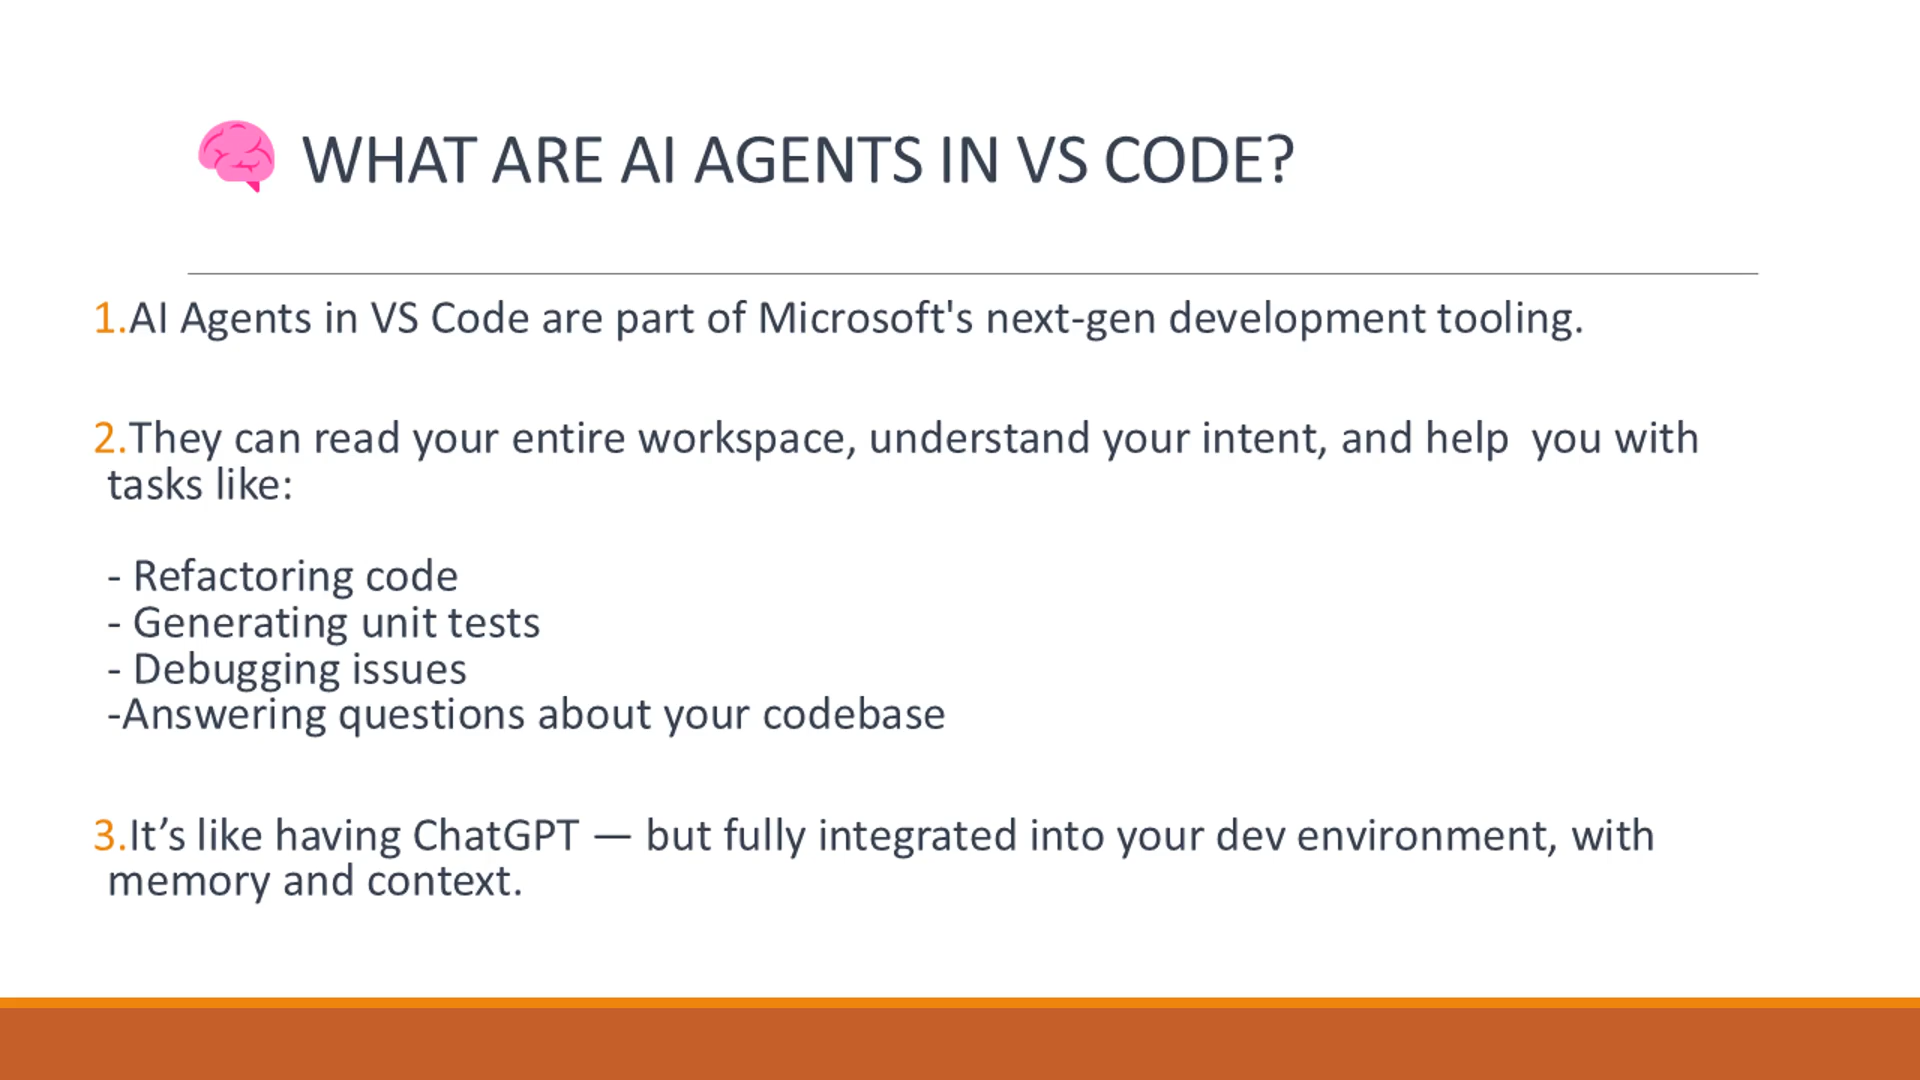 WHAT ARE AI AGENTS IN VS CODE?
1.AI Agents in VS Code are part of Microsoft's next-gen development tooling.
2.They can read your entire workspace, understand your intent, and help  you with
tasks like:
- Refactoring code
- Generating unit tests
- Debugging issues
-Answering questions about your codebase
3.It’s like having ChatGPT — but fully integrated into your dev environment, with
memory and context.